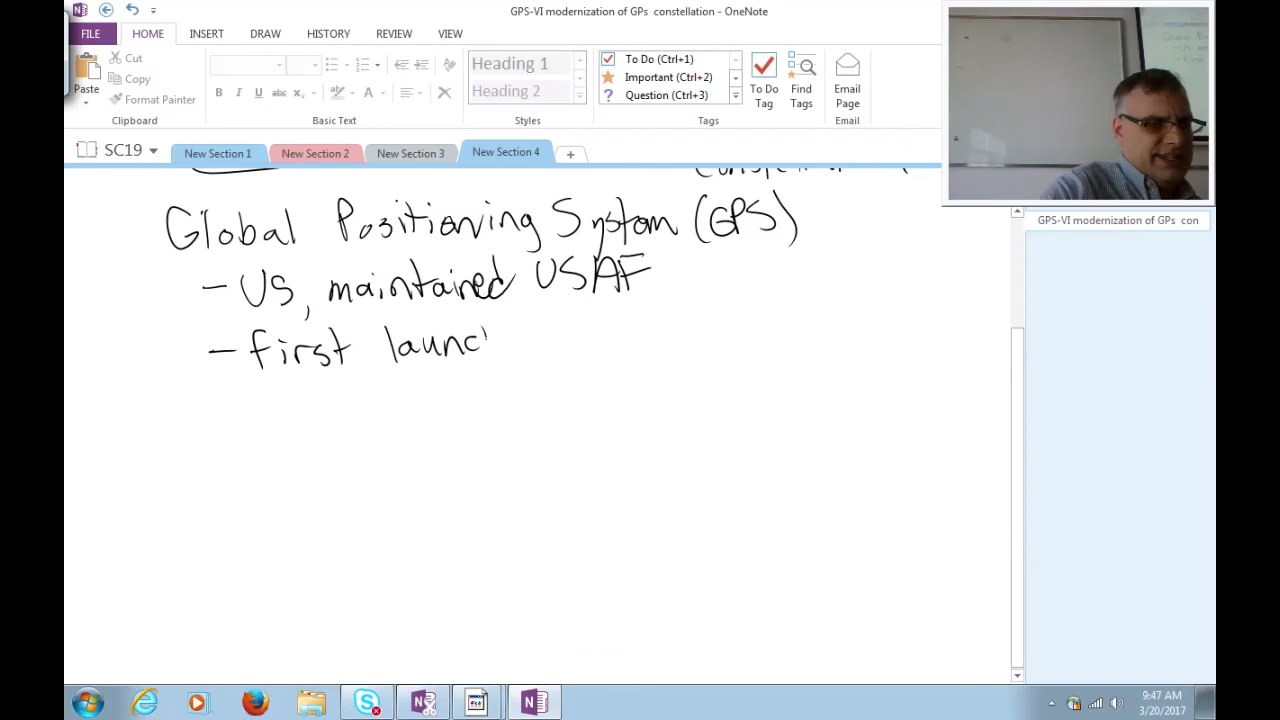 GPS-VI modernization of GPs constellation - OneNote
FILE HOME INSERT DRAW HISTORY REVIEW VIEW
Paste
Cut
Copy
Format Painter
Clipboard
B I U abc x₂ A
Basic Text
Heading 1
Heading 2
Styles
To Do (Ctrl+1)
Important (Ctrl+2)
Question (Ctrl+3)
Tags
To Do Tag
Find Tags
Email Page
Email
SC19 New Section 1 New Section 2 New Section 3 New Section 4
GPS-VI modernization of GPs con
Global Positioning System (GPS)
- US, maintained USAF
- first launc
9:47 AM
3/20/2017